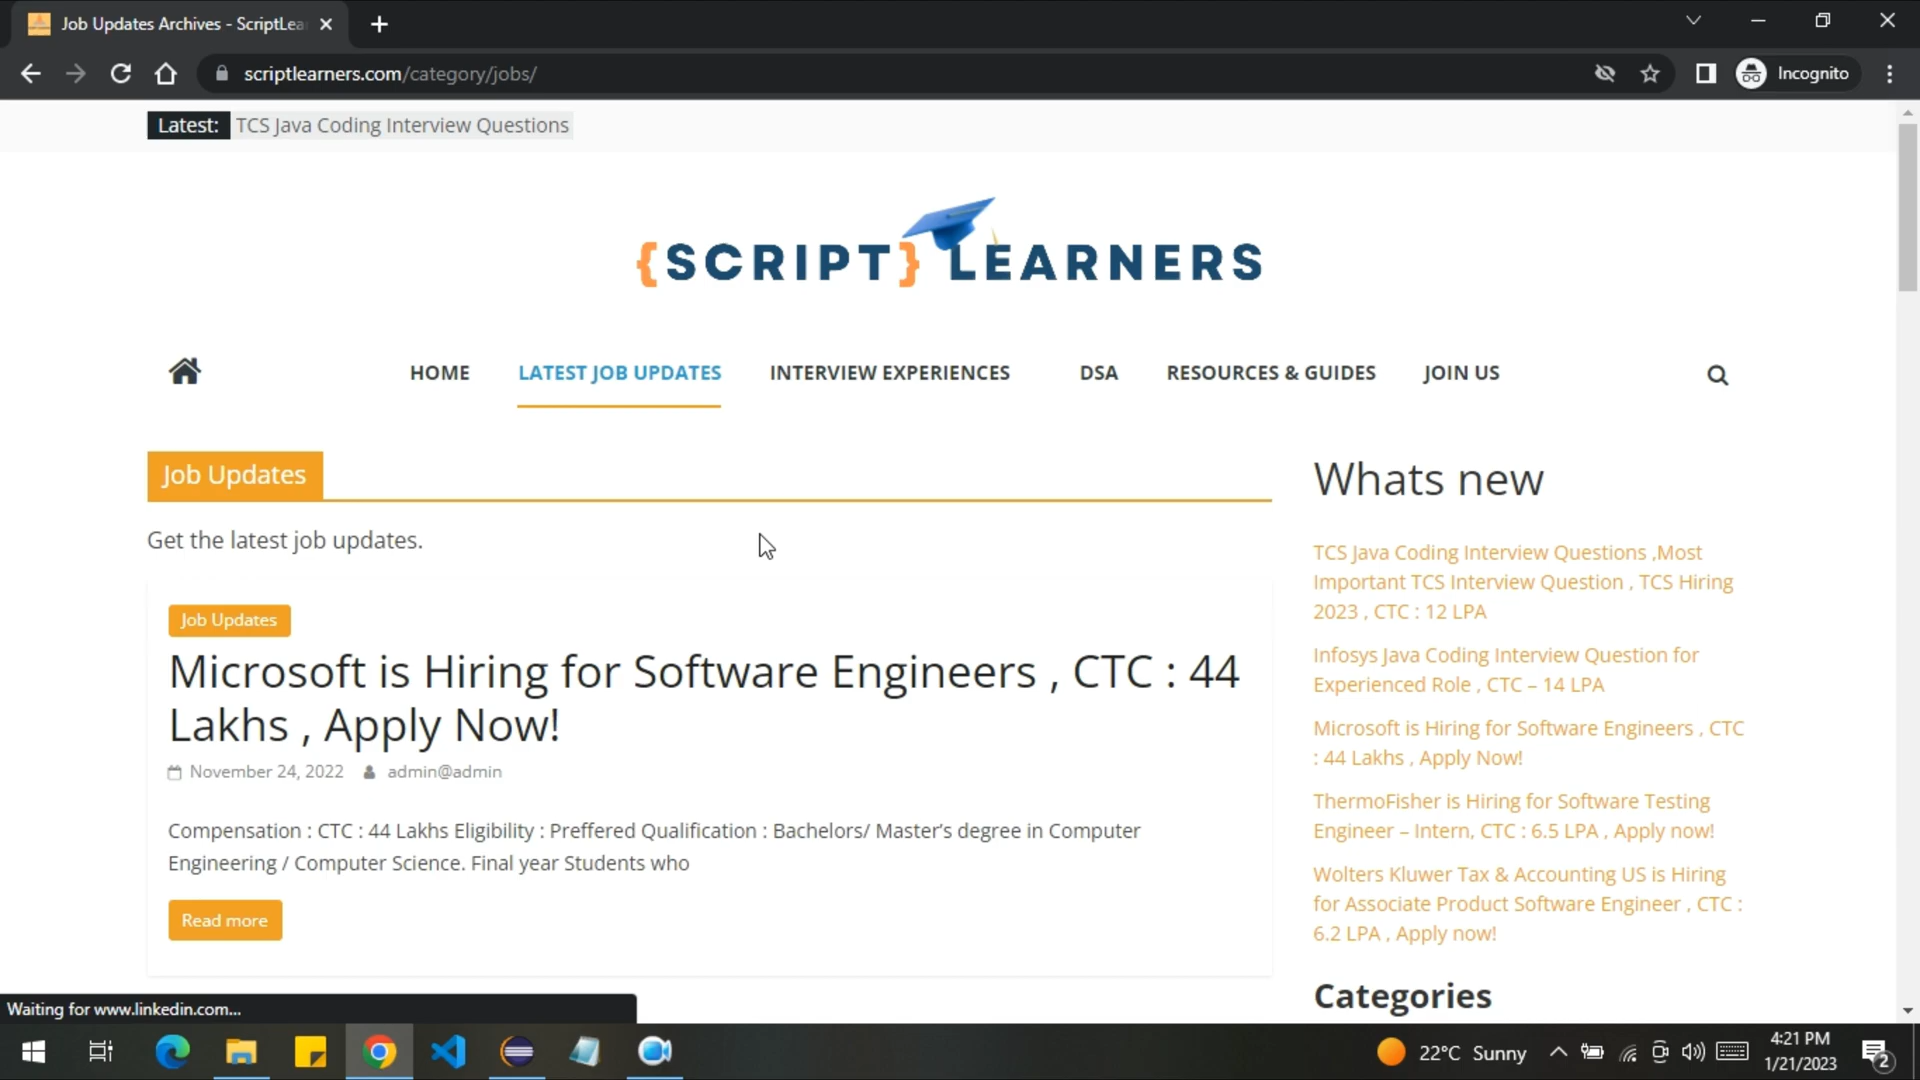 Job Updates Archives - ScriptLea
scriptlearners.com/category/jobs/
Incognito
Latest: TCS Java Coding Interview Questions
{SCRIPT} LEARNERS
HOME LATEST JOB UPDATES INTERVIEW EXPERIENCES DSA RESOURCES & GUIDES JOIN US
Job Updates
Get the latest job updates.
Job Updates
Microsoft is Hiring for Software Engineers , CTC : 44
Lakhs , Apply Now!
November 24, 2022 admin@admin
Compensation : CTC : 44 Lakhs Eligibility : Preffered Qualification : Bachelors/ Master’s degree in Computer
Engineering / Computer Science. Final year Students who
Read more
Whats new
TCS Java Coding Interview Questions ,Most
Important TCS Interview Question , TCS Hiring
2023 , CTC : 12 LPA
Infosys Java Coding Interview Question for
Experienced Role , CTC – 14 LPA
Microsoft is Hiring for Software Engineers , CTC
: 44 Lakhs , Apply Now!
ThermoFisher is Hiring for Software Testing
Engineer – Intern, CTC : 6.5 LPA , Apply now!
Wolters Kluwer Tax & Accounting US is Hiring
for Associate Product Software Engineer , CTC :
6.2 LPA , Apply now!
Categories
Waiting for www.linkedin.com...
22°C Sunny
4:21 PM
1/21/2023
2